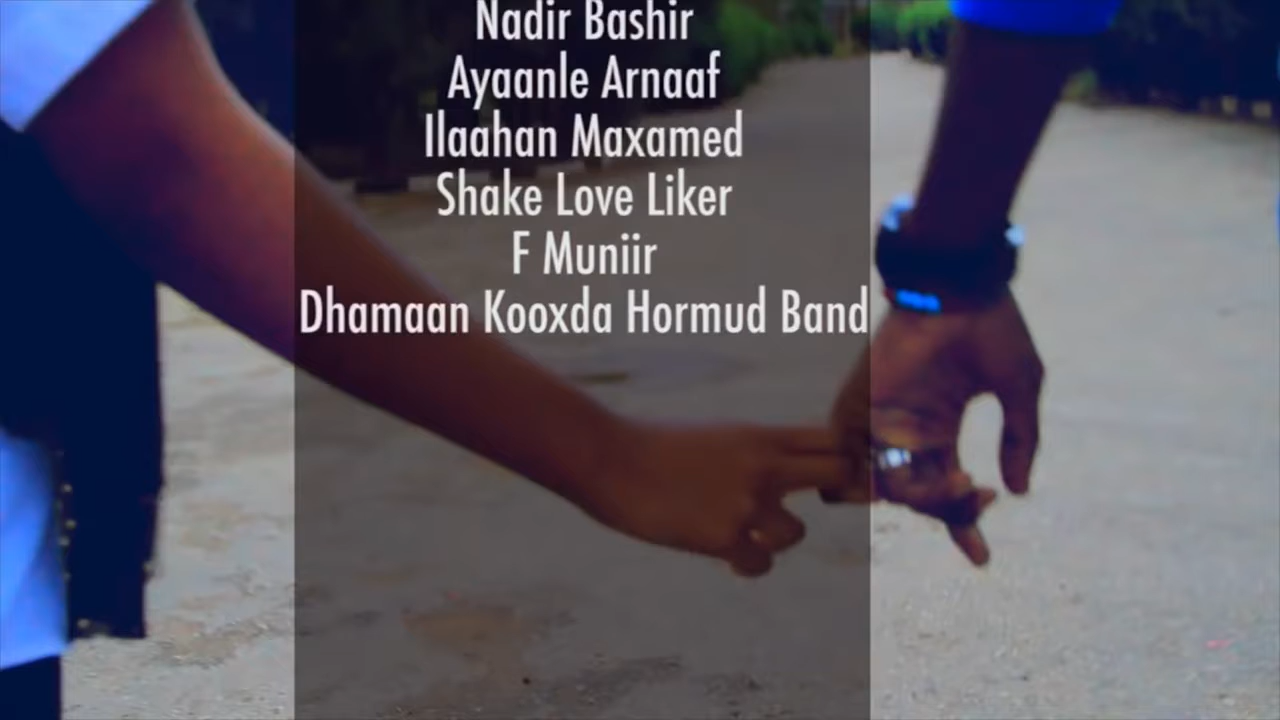 Nadir Bashir
Ayaanle Arnaaf
Ilaahan Maxamed
Shake Love Liker
F Muniir
Dhamaan Kooxda Hormud Band